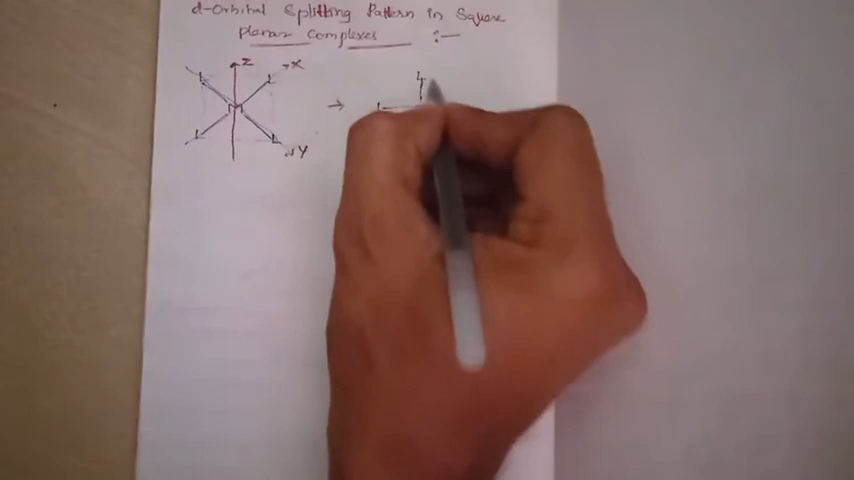 d-Orbital Splitting Pattern in Square
planar complexes :-
Z
L L X
M →
L L Y
L
L